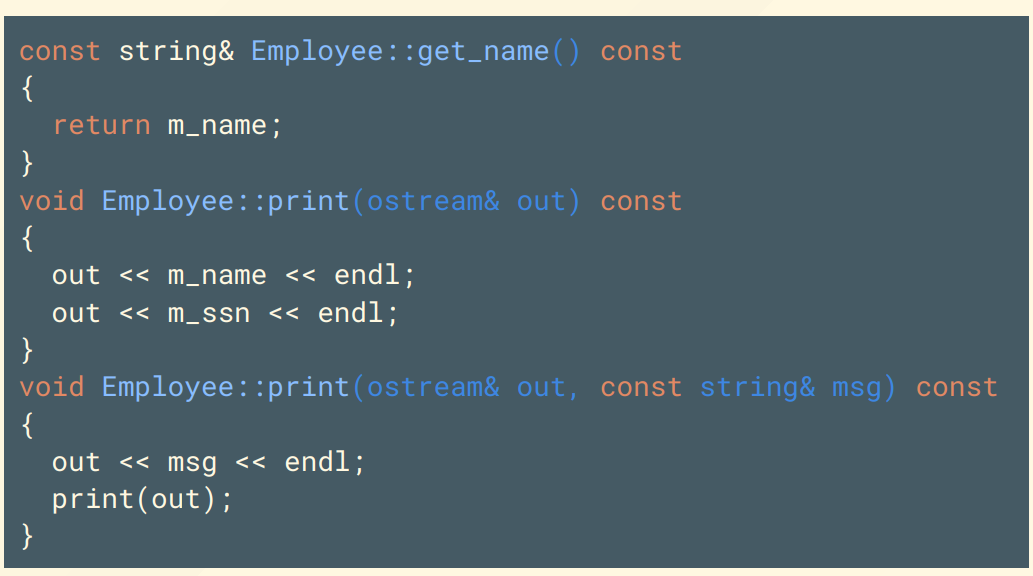 const string& Employee::get_name() const
{
  return m_name;
}
void Employee::print(ostream& out) const
{
  out << m_name << endl;
  out << m_ssn << endl;
}
void Employee::print(ostream& out, const string& msg) const
{
  out << msg << endl;
  print(out);
}